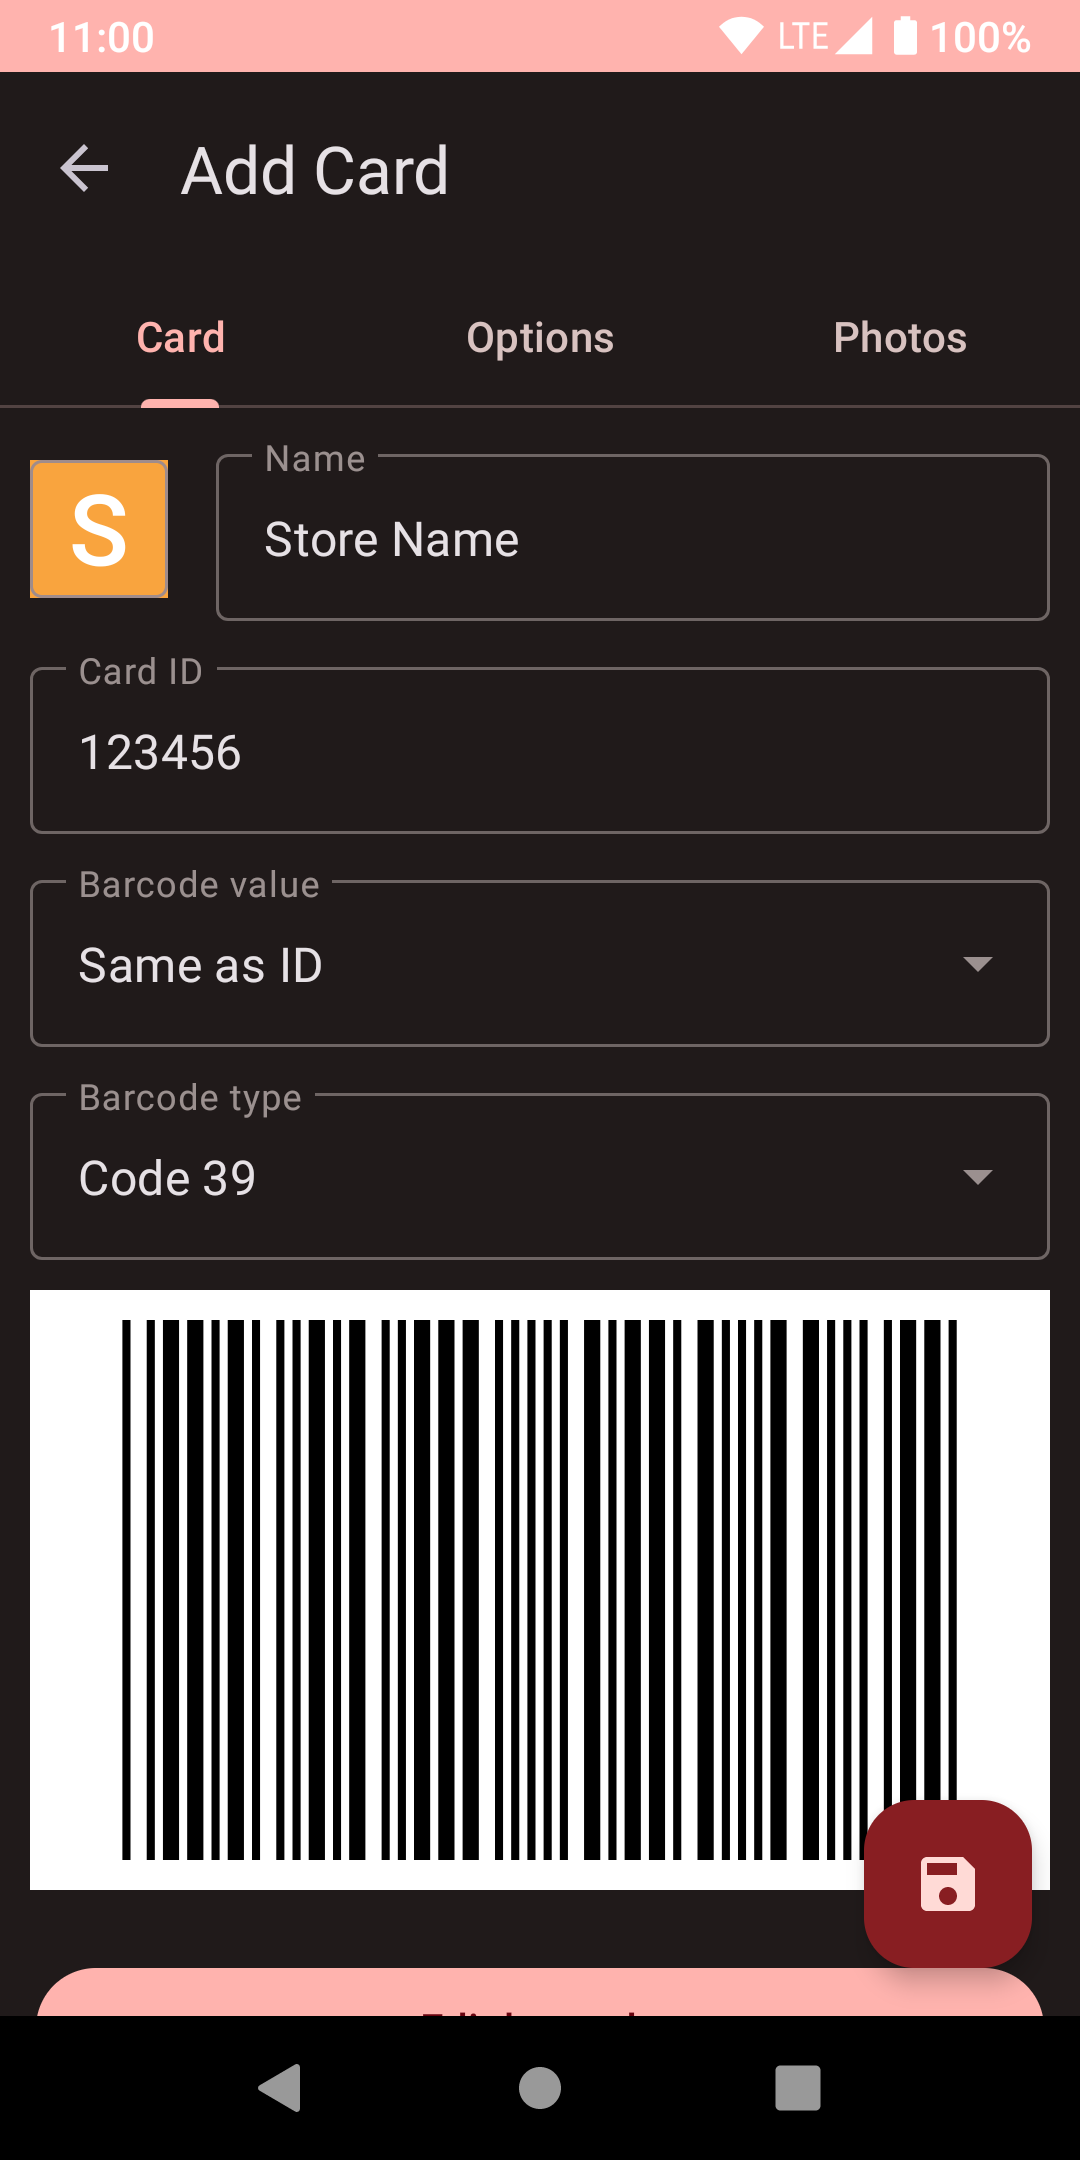 11:00 LTE 100%
Add Card
Card Options Photos
S
Name
Store Name
Card ID
123456
Barcode value
Same as ID
Barcode type
Code 39